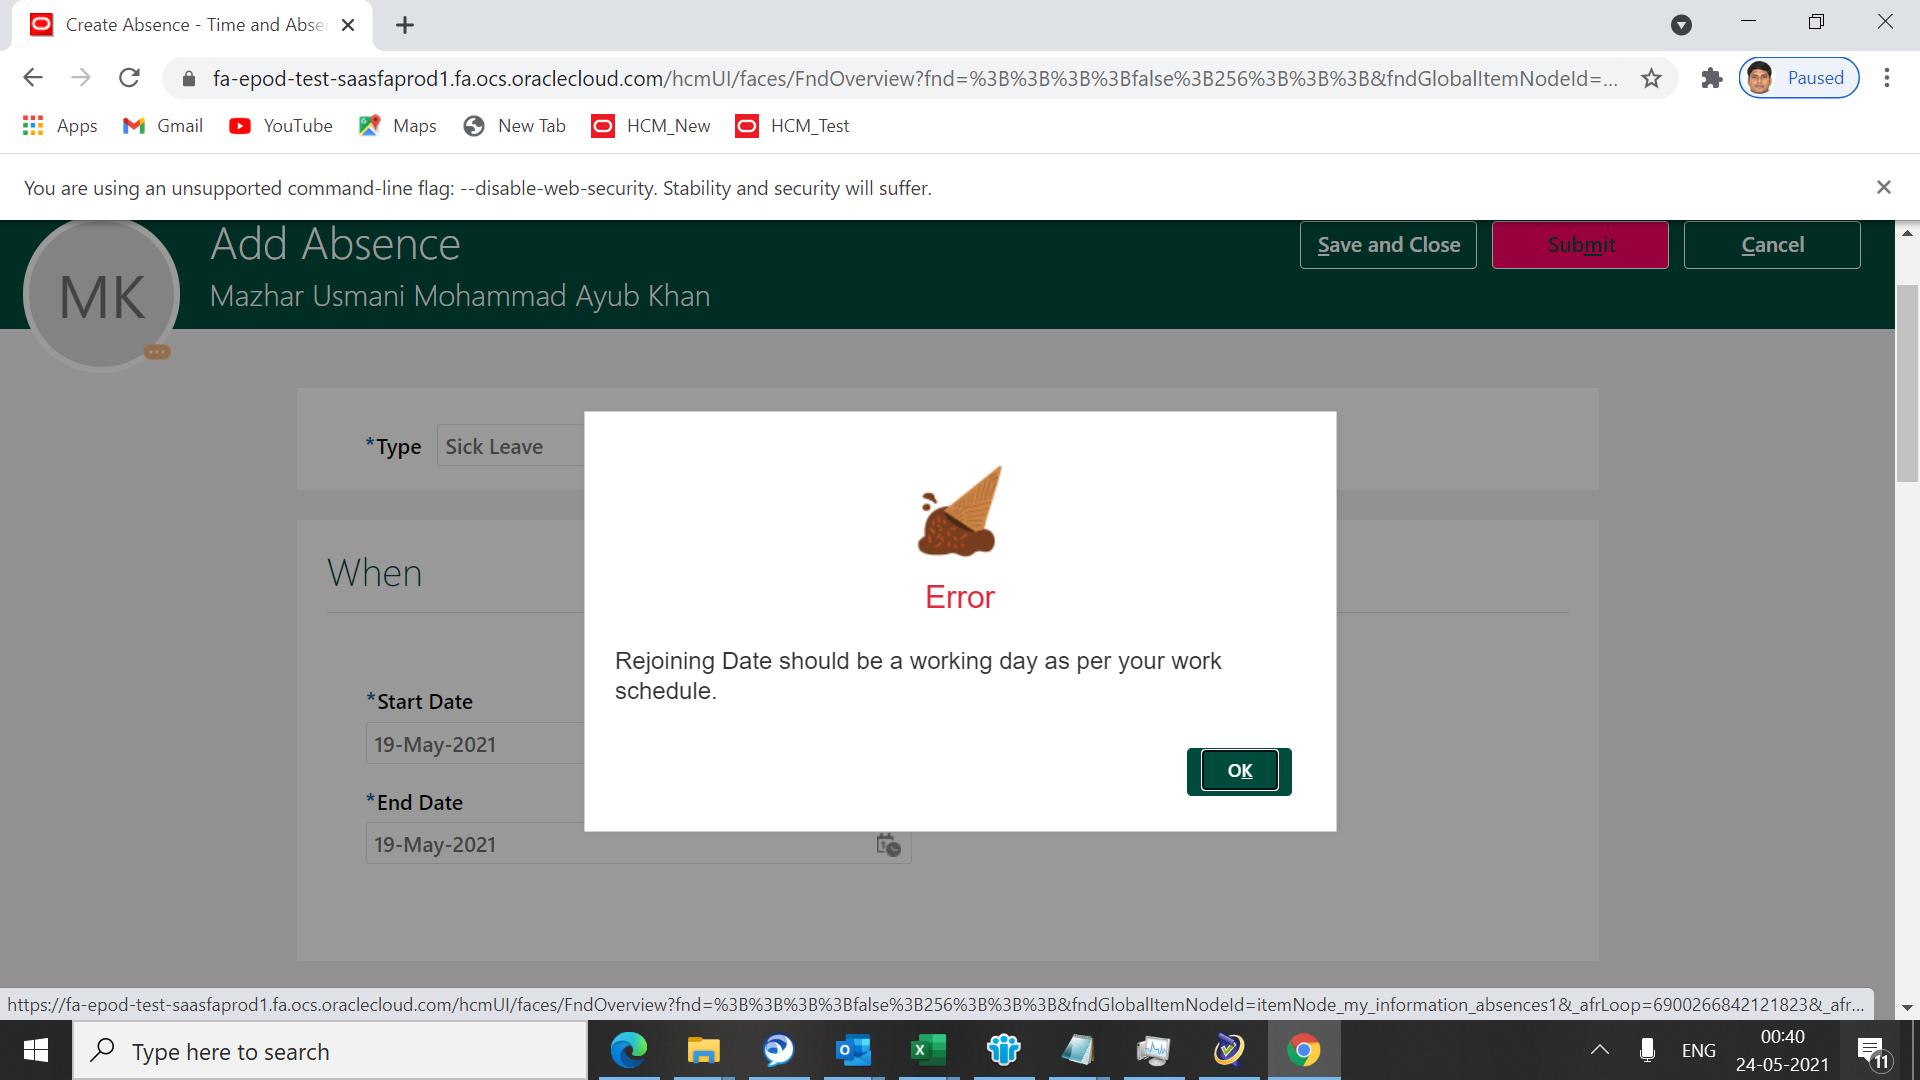 Create Absence - Time and Abse
fa-epod-test-saasfaprod1.fa.ocs.oraclecloud.com/hcmUI/faces/FndOverview?fnd=%3B%3B%3B%3Bfalse%3B256%3B%3B%3B&fndGlobalItemNodeId=...
Paused
Apps
Gmail
YouTube
Maps
New Tab
HCM_New
HCM_Test
You are using an unsupported command-line flag: --disable-web-security. Stability and security will suffer.
MK
Add Absence
Mazhar Usmani Mohammad Ayub Khan
Save and Close
Submit
Cancel
*Type
Sick Leave
When
*Start Date
19-May-2021
*End Date
19-May-2021
Error
Rejoining Date should be a working day as per your work
schedule.
OK
https://fa-epod-test-saasfaprod1.fa.ocs.oraclecloud.com/hcmUI/faces/FndOverview?fnd=%3B%3B%3B%3Bfalse%3B256%3B%3B%3B&fndGlobalItemNodeId=itemNode_my_information_absences1&_afrLoop=6900266842121823&_afr...
Type here to search
ENG
00:40
24-05-2021
11